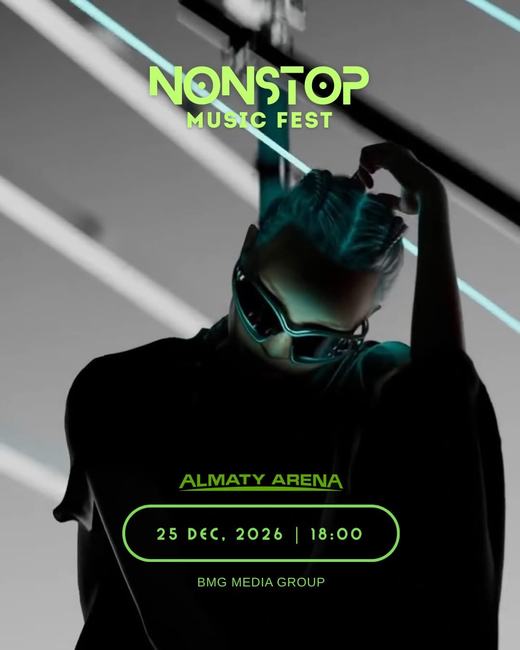 NONSTOP
MUSIC FEST
ALMATY ARENA
25 DEC, 2026 | 18:00
BMG MEDIA GROUP